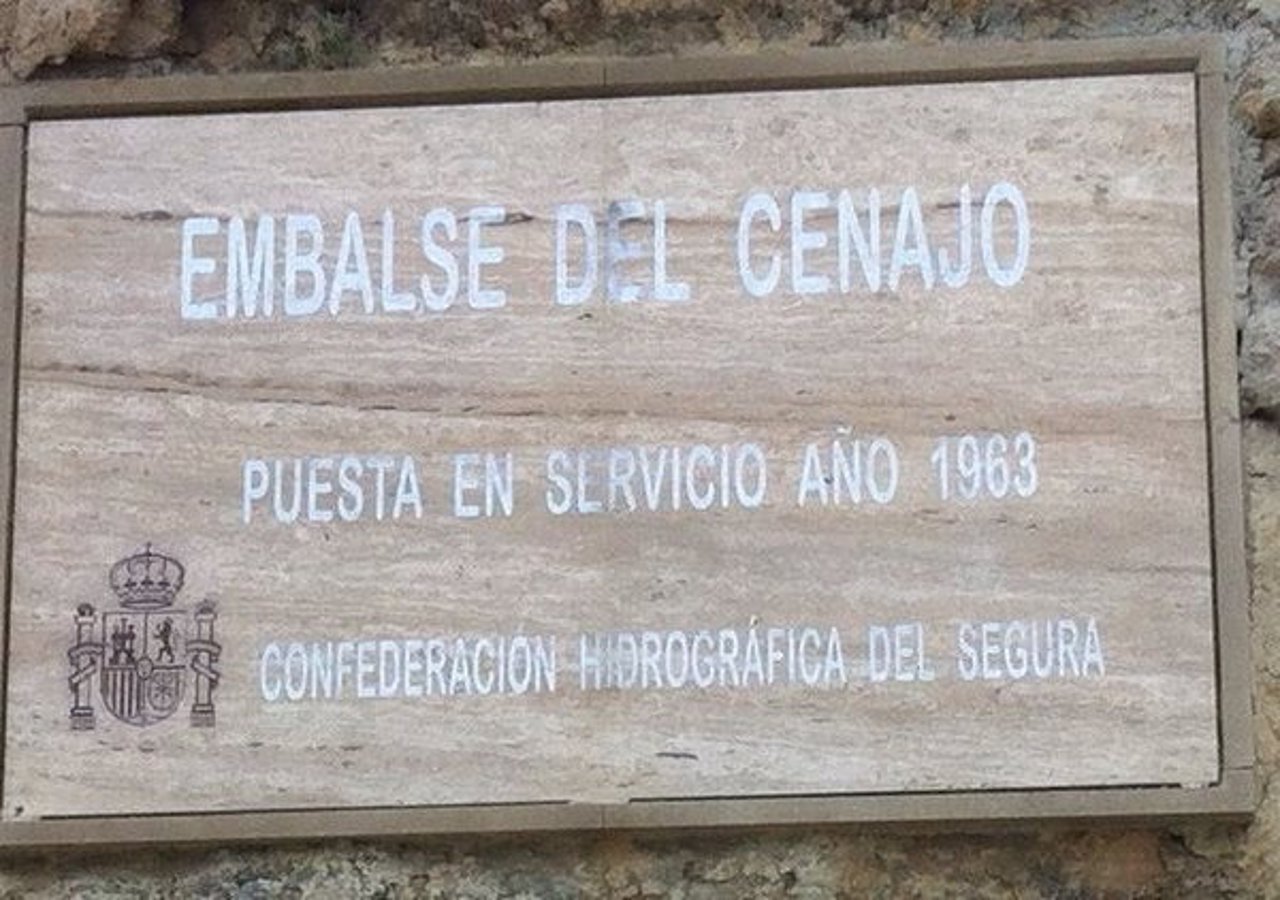 EMBALSE DEL CENAJO
PUESTA EN SERVICIO AÑO 1963
CONFEDERACIÓN HIDROGRÁFICA DEL SEGURA